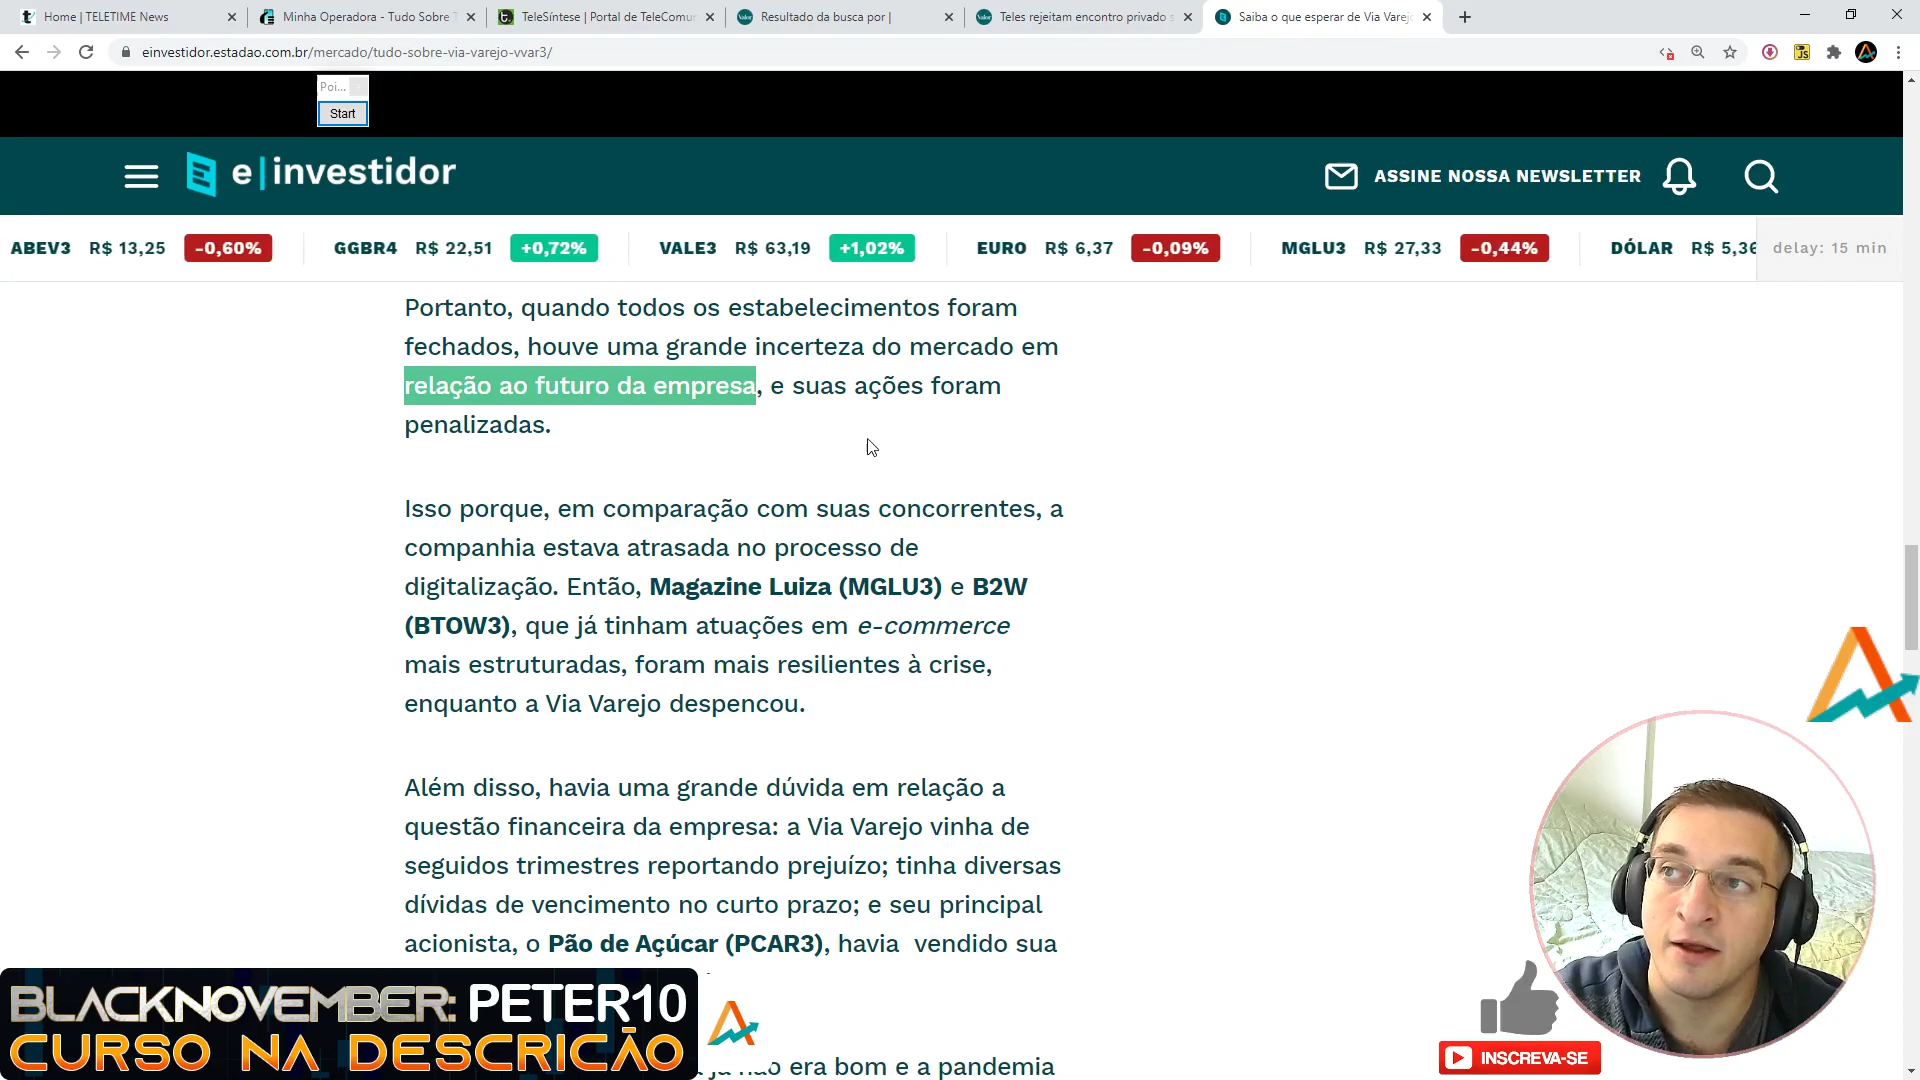 Home | TELETIME News
Minha Operadora - Tudo Sobre T
TeleSíntese | Portal de TeleComun
Resultado da busca por |
Teles rejeitam encontro privado s
Saiba o que esperar de Via Varejo
einvestidor.estadao.com.br/mercado/tudo-sobre-via-varejo-vvar3/
JS
Poi...
Start
e|investidor
ASSINE NOSSA NEWSLETTER
ABEV3 R$ 13,25 -0,60% GGBR4 R$ 22,51 +0,72% VALE3 R$ 63,19 +1,02% EURO R$ 6,37 -0,09% MGLU3 R$ 27,33 -0,44% DÓLAR R$ 5,36 delay: 15 min
Portanto, quando todos os estabelecimentos foram
fechados, houve uma grande incerteza do mercado em
relação ao futuro da empresa, e suas ações foram
penalizadas.
Isso porque, em comparação com suas concorrentes, a
companhia estava atrasada no processo de
digitalização. Então, Magazine Luiza (MGLU3) e B2W
(BTOW3), que já tinham atuações em e-commerce
mais estruturadas, foram mais resilientes à crise,
enquanto a Via Varejo despencou.
Além disso, havia uma grande dúvida em relação a
questão financeira da empresa: a Via Varejo vinha de
seguidos trimestres reportando prejuízo; tinha diversas
dívidas de vencimento no curto prazo; e seu principal
acionista, o Pão de Açúcar (PCAR3), havia vendido sua
já não era bom e a pandemia
BLACKNOVEMBER: PETER10
CURSO NA DESCRICÃO
INSCREVA-SE